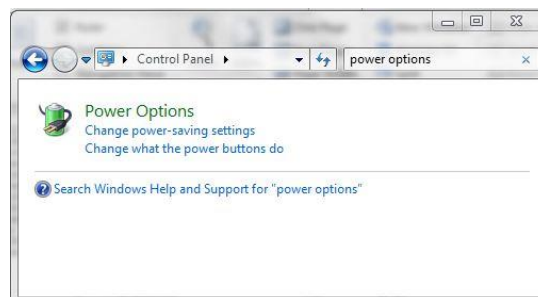 Control Panel
power options
Power Options
Change power-saving settings
Change what the power buttons do
Search Windows Help and Support for "power options"